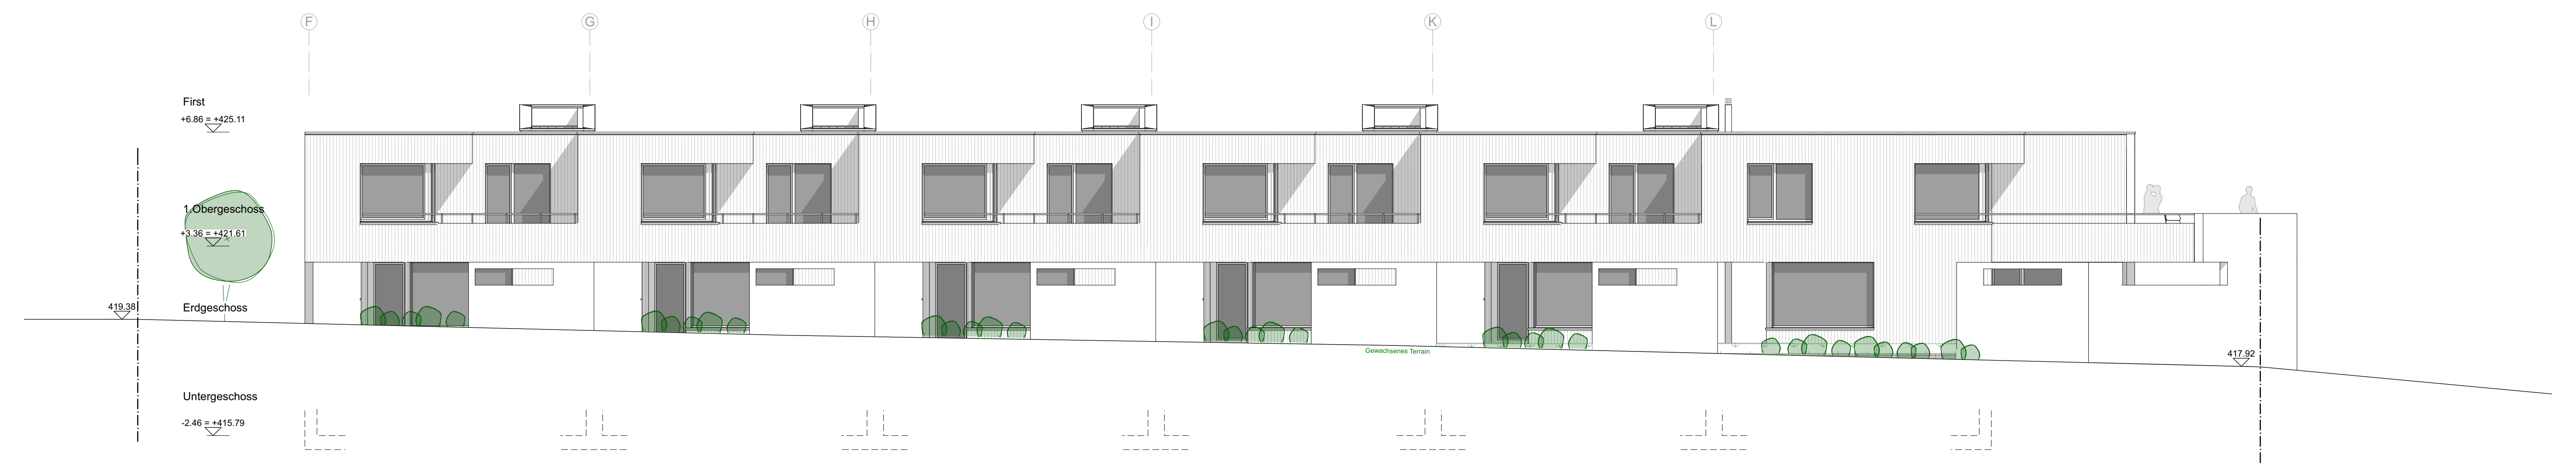 F G H I K L
First
+6.86 = +425.11
1.Obergeschoss
+3.36 = +421.61
419.38
Erdgeschoss
Gewachsenes Terrain
417.92
Untergeschoss
-2.46 = +415.79